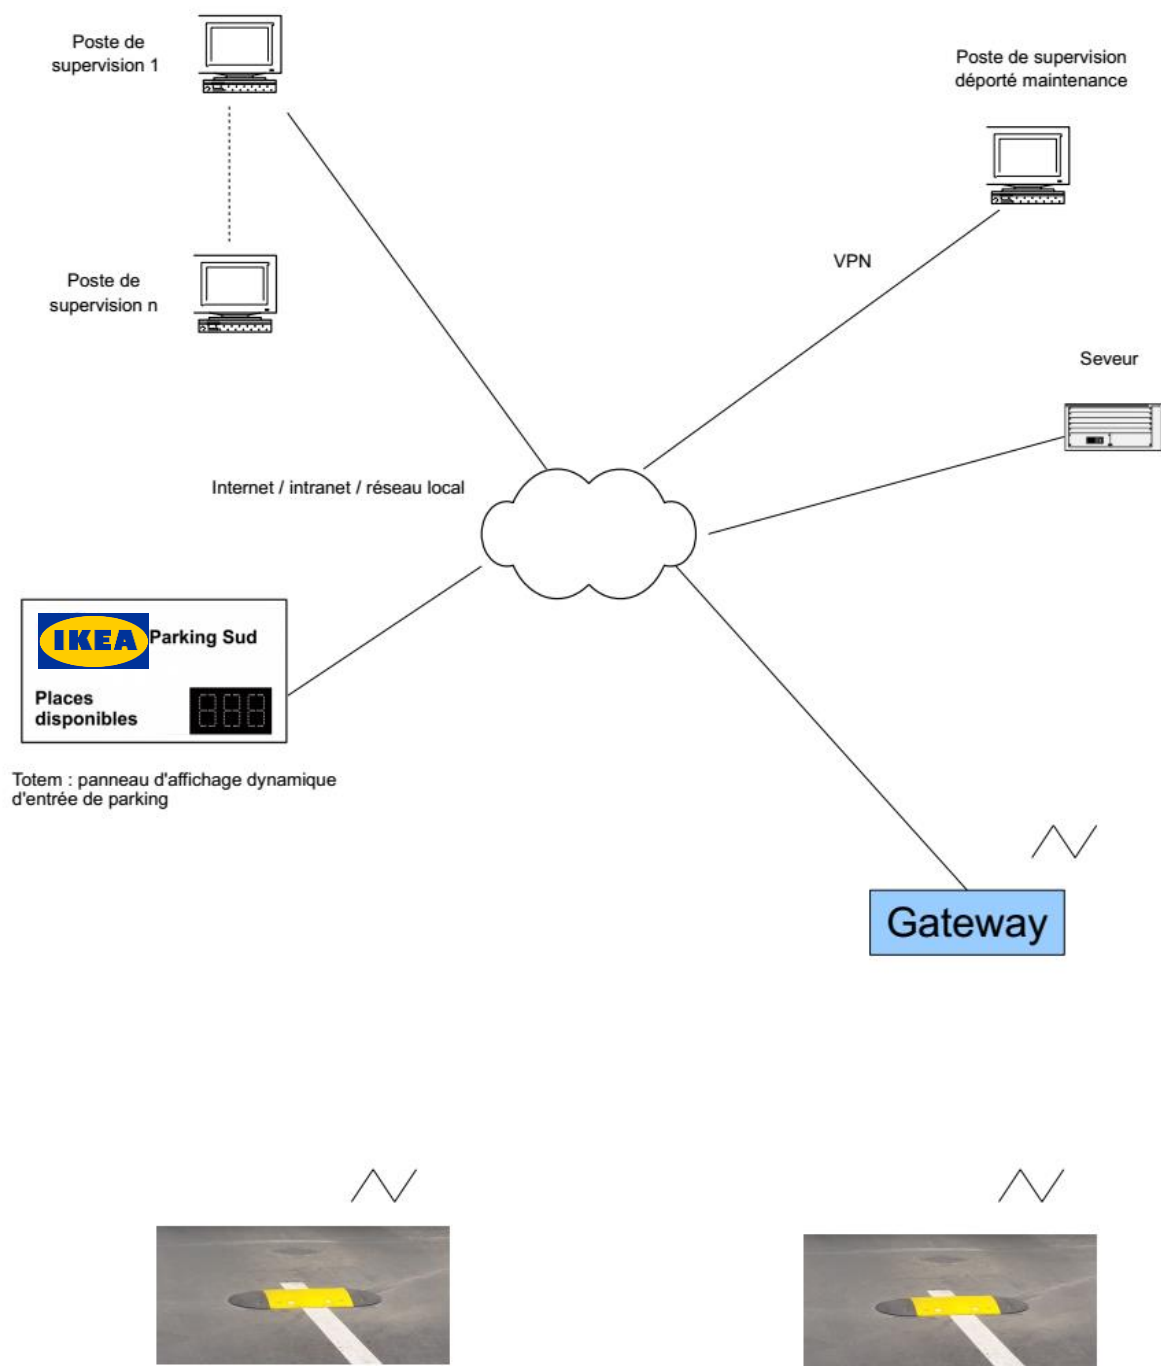 Poste de
supervision 1
Poste de supervision
déporté maintenance
VPN
Poste de
supervision n
Seveur
Internet / intranet / réseau local
IKEA Parking Sud
Places
disponibles
888
Totem : panneau d'affichage dynamique
d'entrée de parking
Gateway